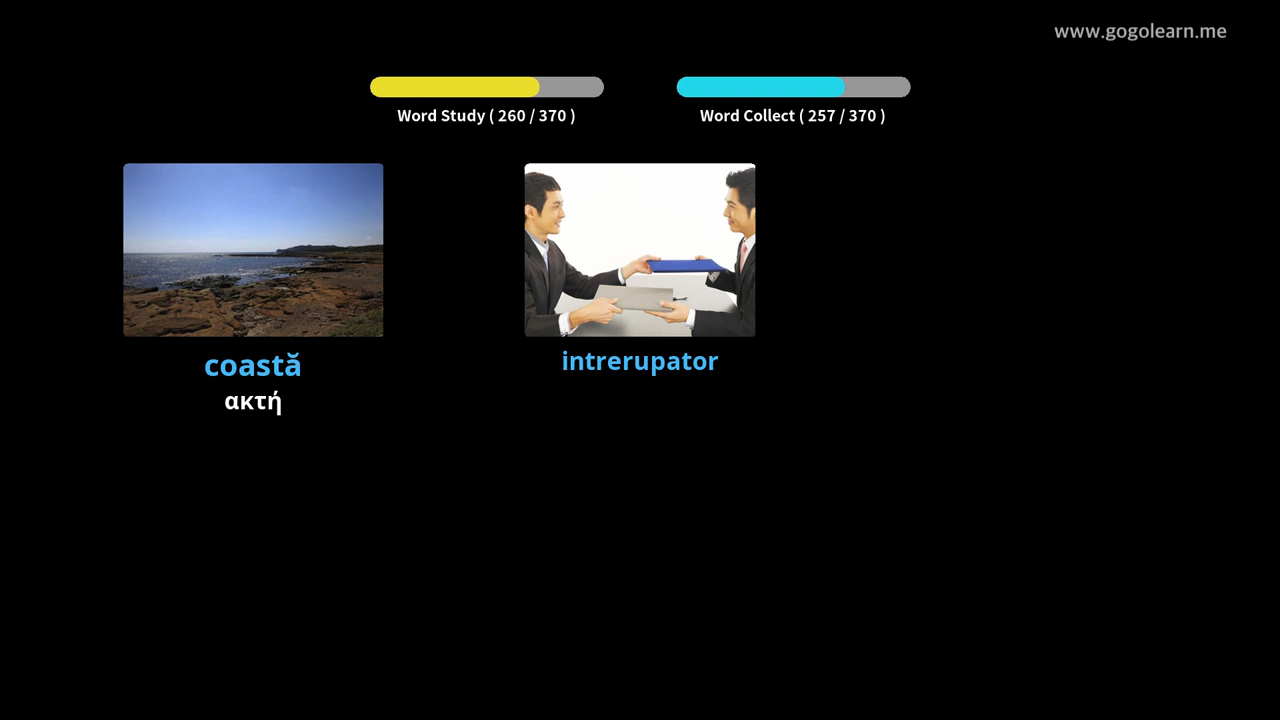 www.gogolearn.me
Word Study ( 260 / 370 )
Word Collect ( 257 / 370 )
coastă
ακτή
intrerupator